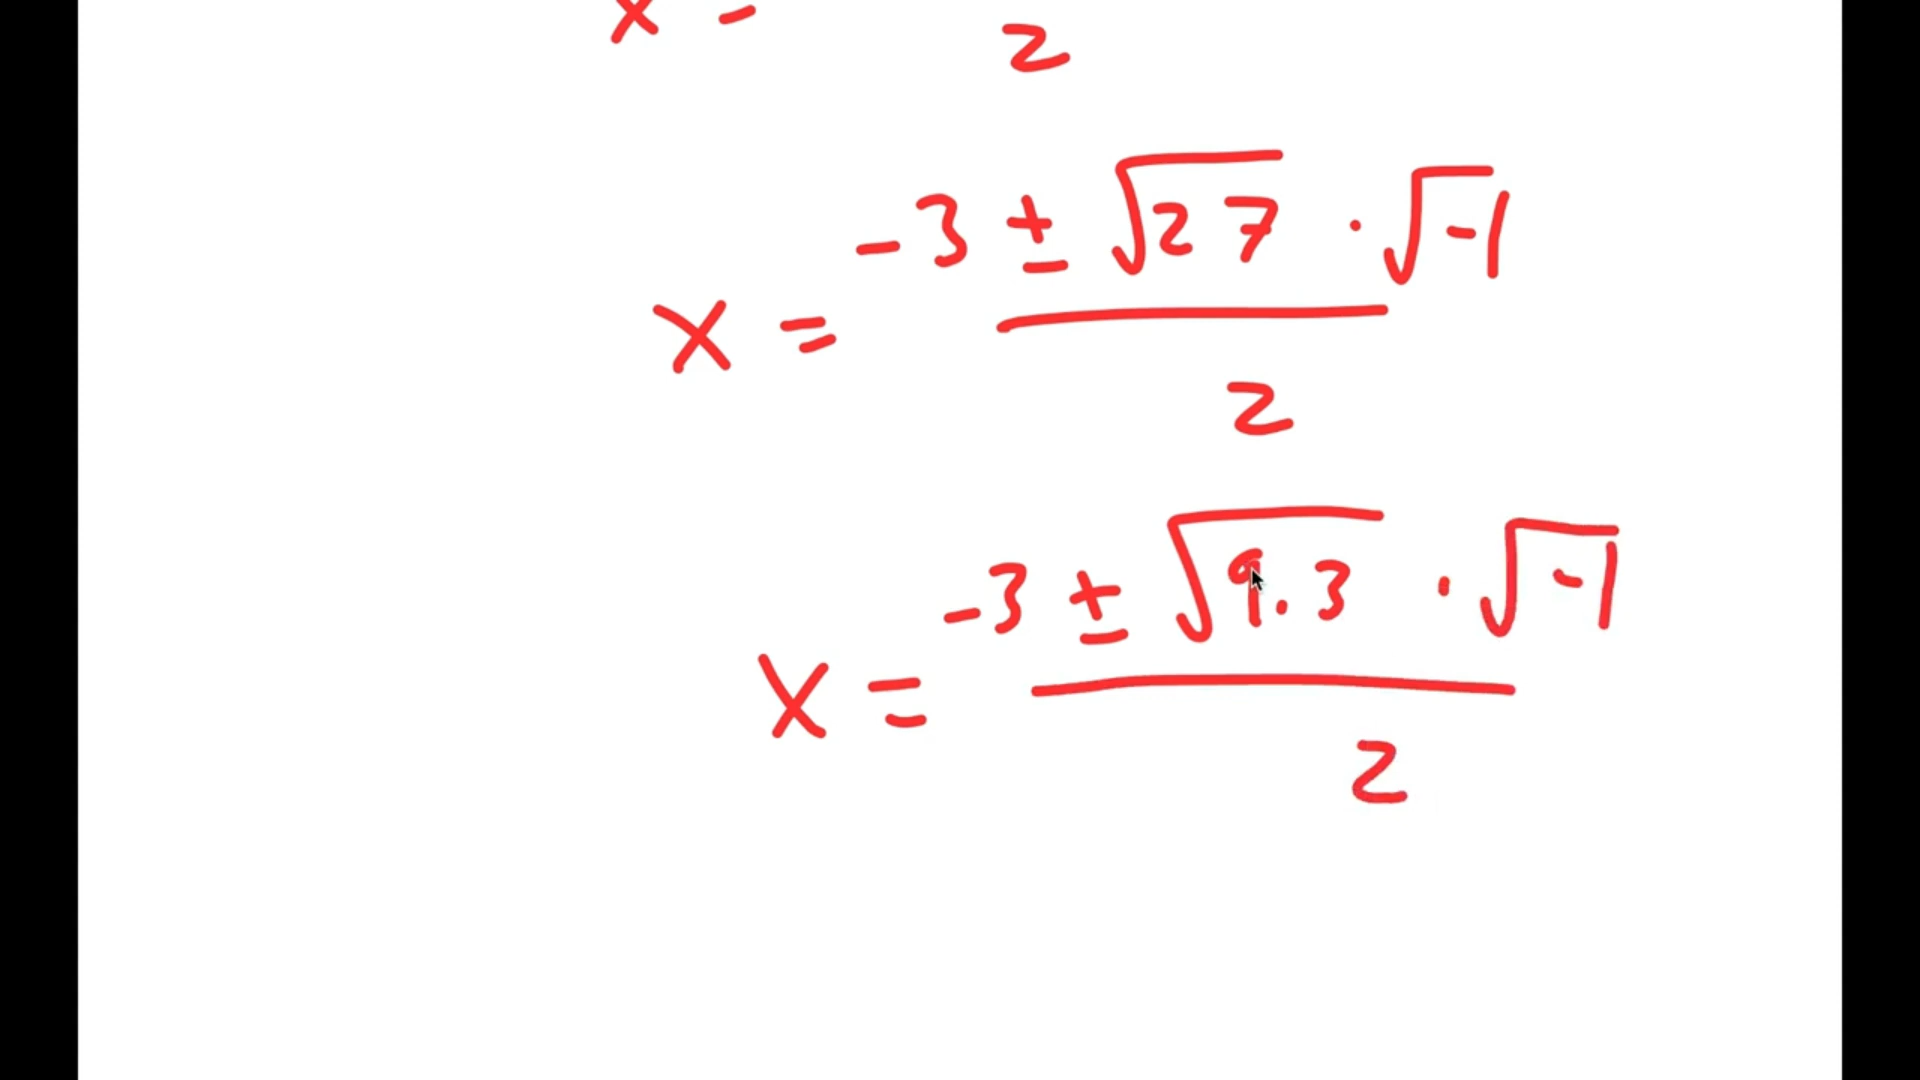 x =
2
-3 ± √27 · √-1
x =
2
-3 ± √9.3 · √-1
x =
2